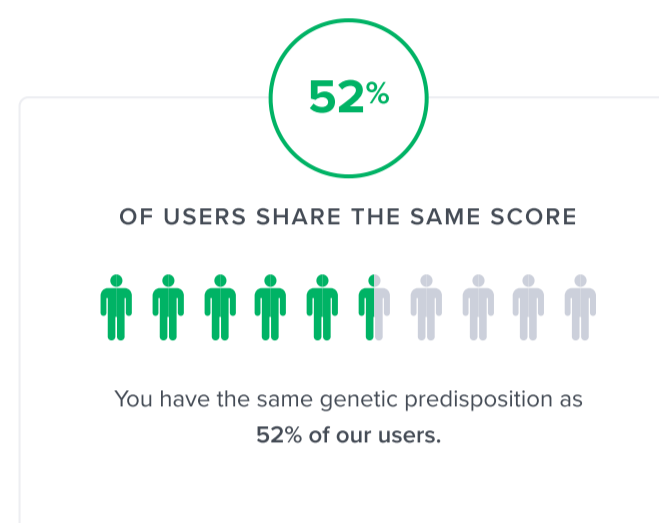 52%
OF USERS SHARE THE SAME SCORE
You have the same genetic predisposition as
52% of our users.